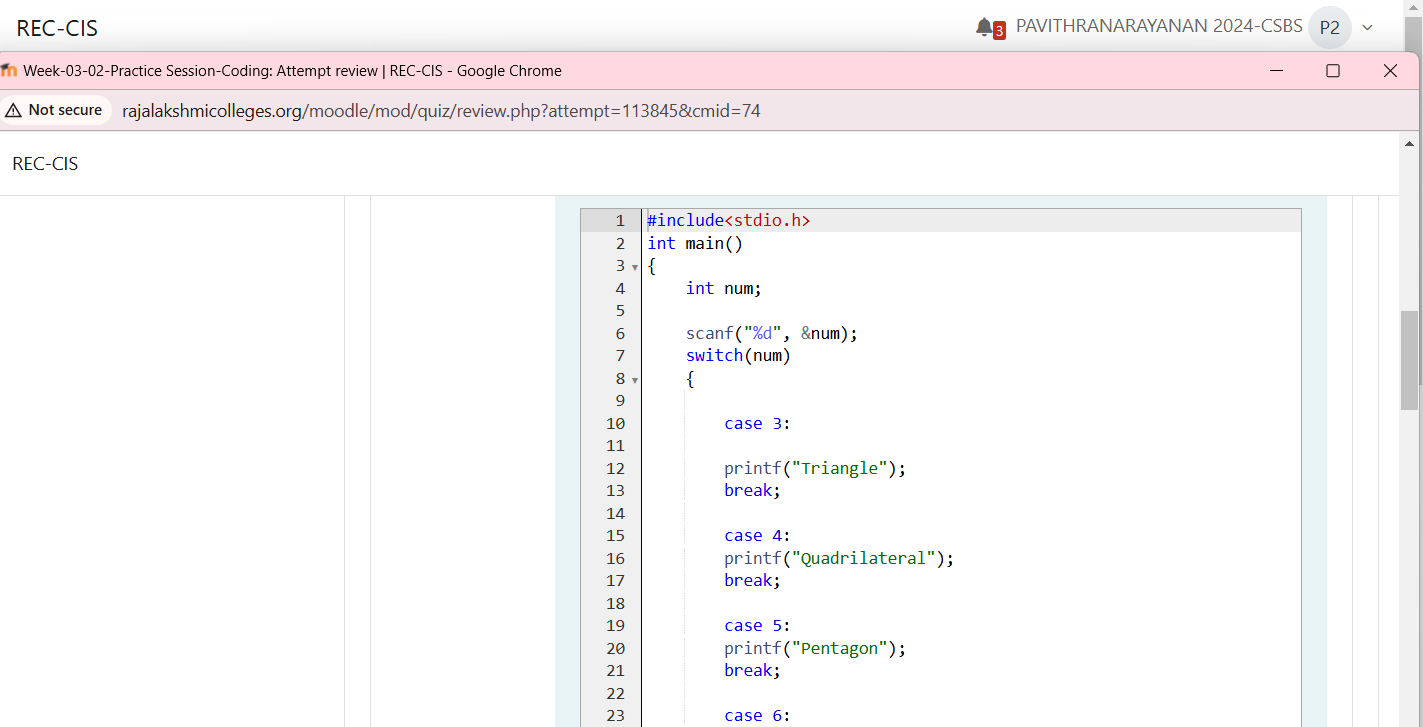 REC-CIS
3 PAVITHRANARAYANAN 2024-CSBS P2
Week-03-02-Practice Session-Coding: Attempt review | REC-CIS - Google Chrome
Not secure rajalakshmicolleges.org/moodle/mod/quiz/review.php?attempt=113845&cmid=74
REC-CIS
1 #include<stdio.h>
2 int main()
3 {
4 int num;
5
6 scanf("%d", &num);
7 switch(num)
8 {
9
10 case 3:
11
12 printf("Triangle");
13 break;
14
15 case 4:
16 printf("Quadrilateral");
17 break;
18
19 case 5:
20 printf("Pentagon");
21 break;
22
23 case 6: